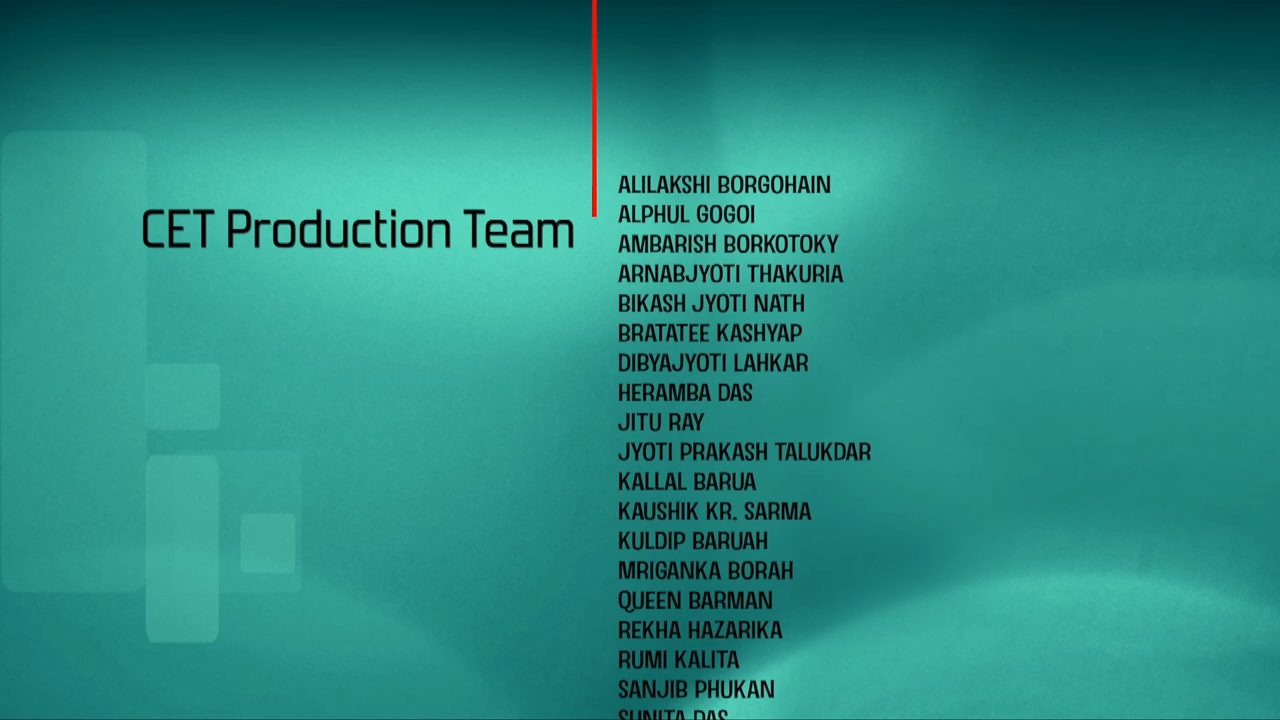 CET Production Team
ALILAKSHI BORGOHAIN
ALPHUL GOGOI
AMBARISH BORKOTOKY
ARNABJYOTI THAKURIA
BIKASH JYOTI NATH
BRATATEE KASHYAP
DIBYAJYOTI LAHKAR
HERAMBA DAS
JITU RAY
JYOTI PRAKASH TALUKDAR
KALLAL BARUA
KAUSHIK KR. SARMA
KULDIP BARUAH
MRIGANKA BORAH
QUEEN BARMAN
REKHA HAZARIKA
RUMI KALITA
SANJIB PHUKAN
SUNITA DAS